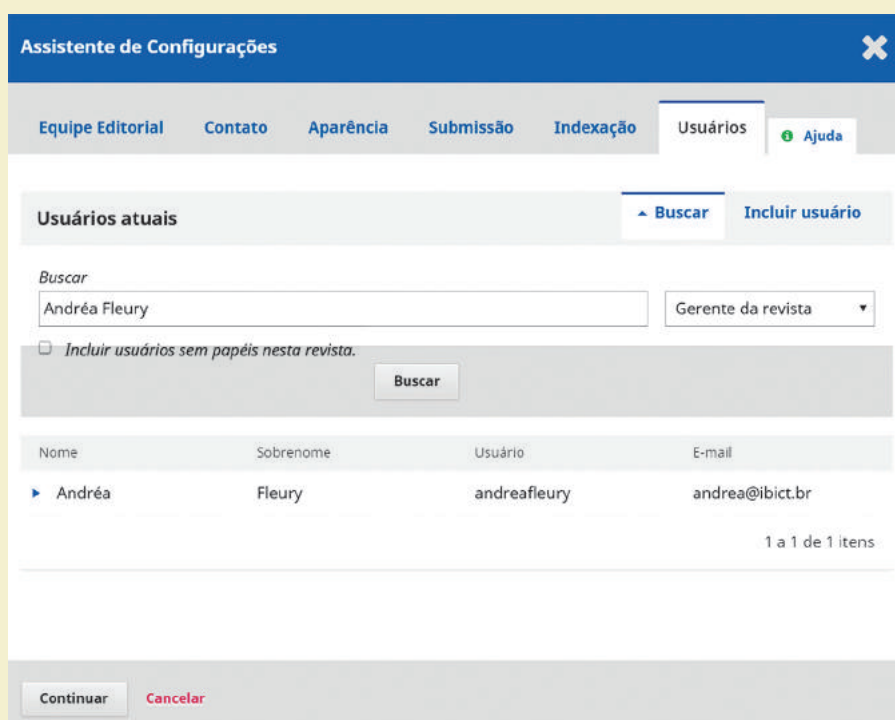 Assistente de Configurações
Equipe Editorial Contato Aparência Submissão Indexação Usuários Ajuda
Usuários atuais Buscar Incluir usuário
Buscar
Andréa Fleury Gerente da revista
Incluir usuários sem papéis nesta revista.
Buscar
Nome Sobrenome Usuário E-mail
Andréa Fleury andreafleury andrea@ibict.br
1 a 1 de 1 itens
Continuar Cancelar